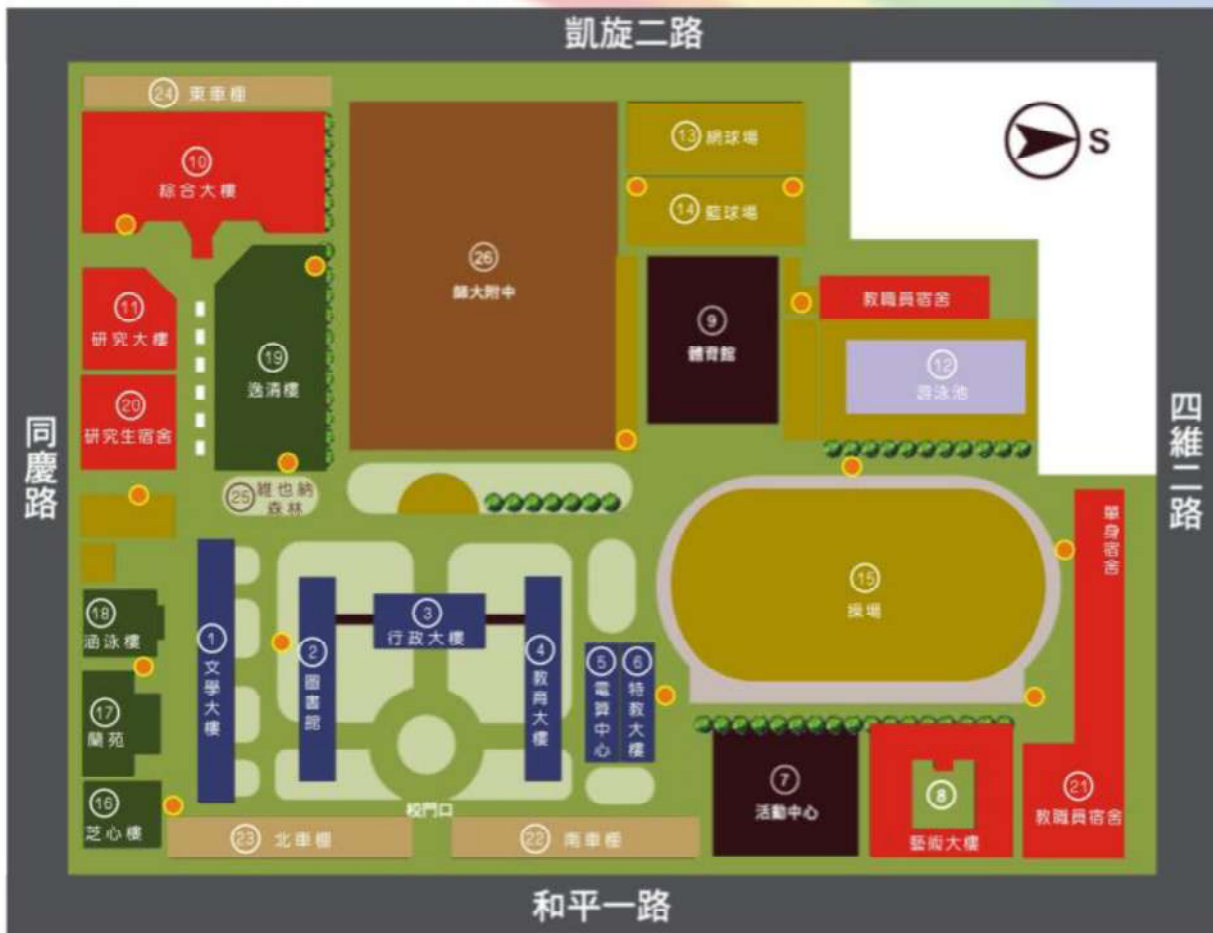 凱旋二路
24 東車棚
10
綜合大樓
13 網球場
S
14 籃球場
26
師大附中
11
研究大樓
19
逸清樓
9
體育館
教職員宿舍
12
游泳池
20
研究生宿舍
同慶路
四維二路
25 維也納
森林
單身宿舍
15
操場
18
涵泳樓
1
文學大樓
2
圖書館
3
行政大樓
4
教育大樓
5
電算中心
6
特教大樓
17
蘭苑
7
活動中心
8
藝術大樓
21
教職員宿舍
16
芝心樓
校門口
23 北車棚
22 南車棚
和平一路